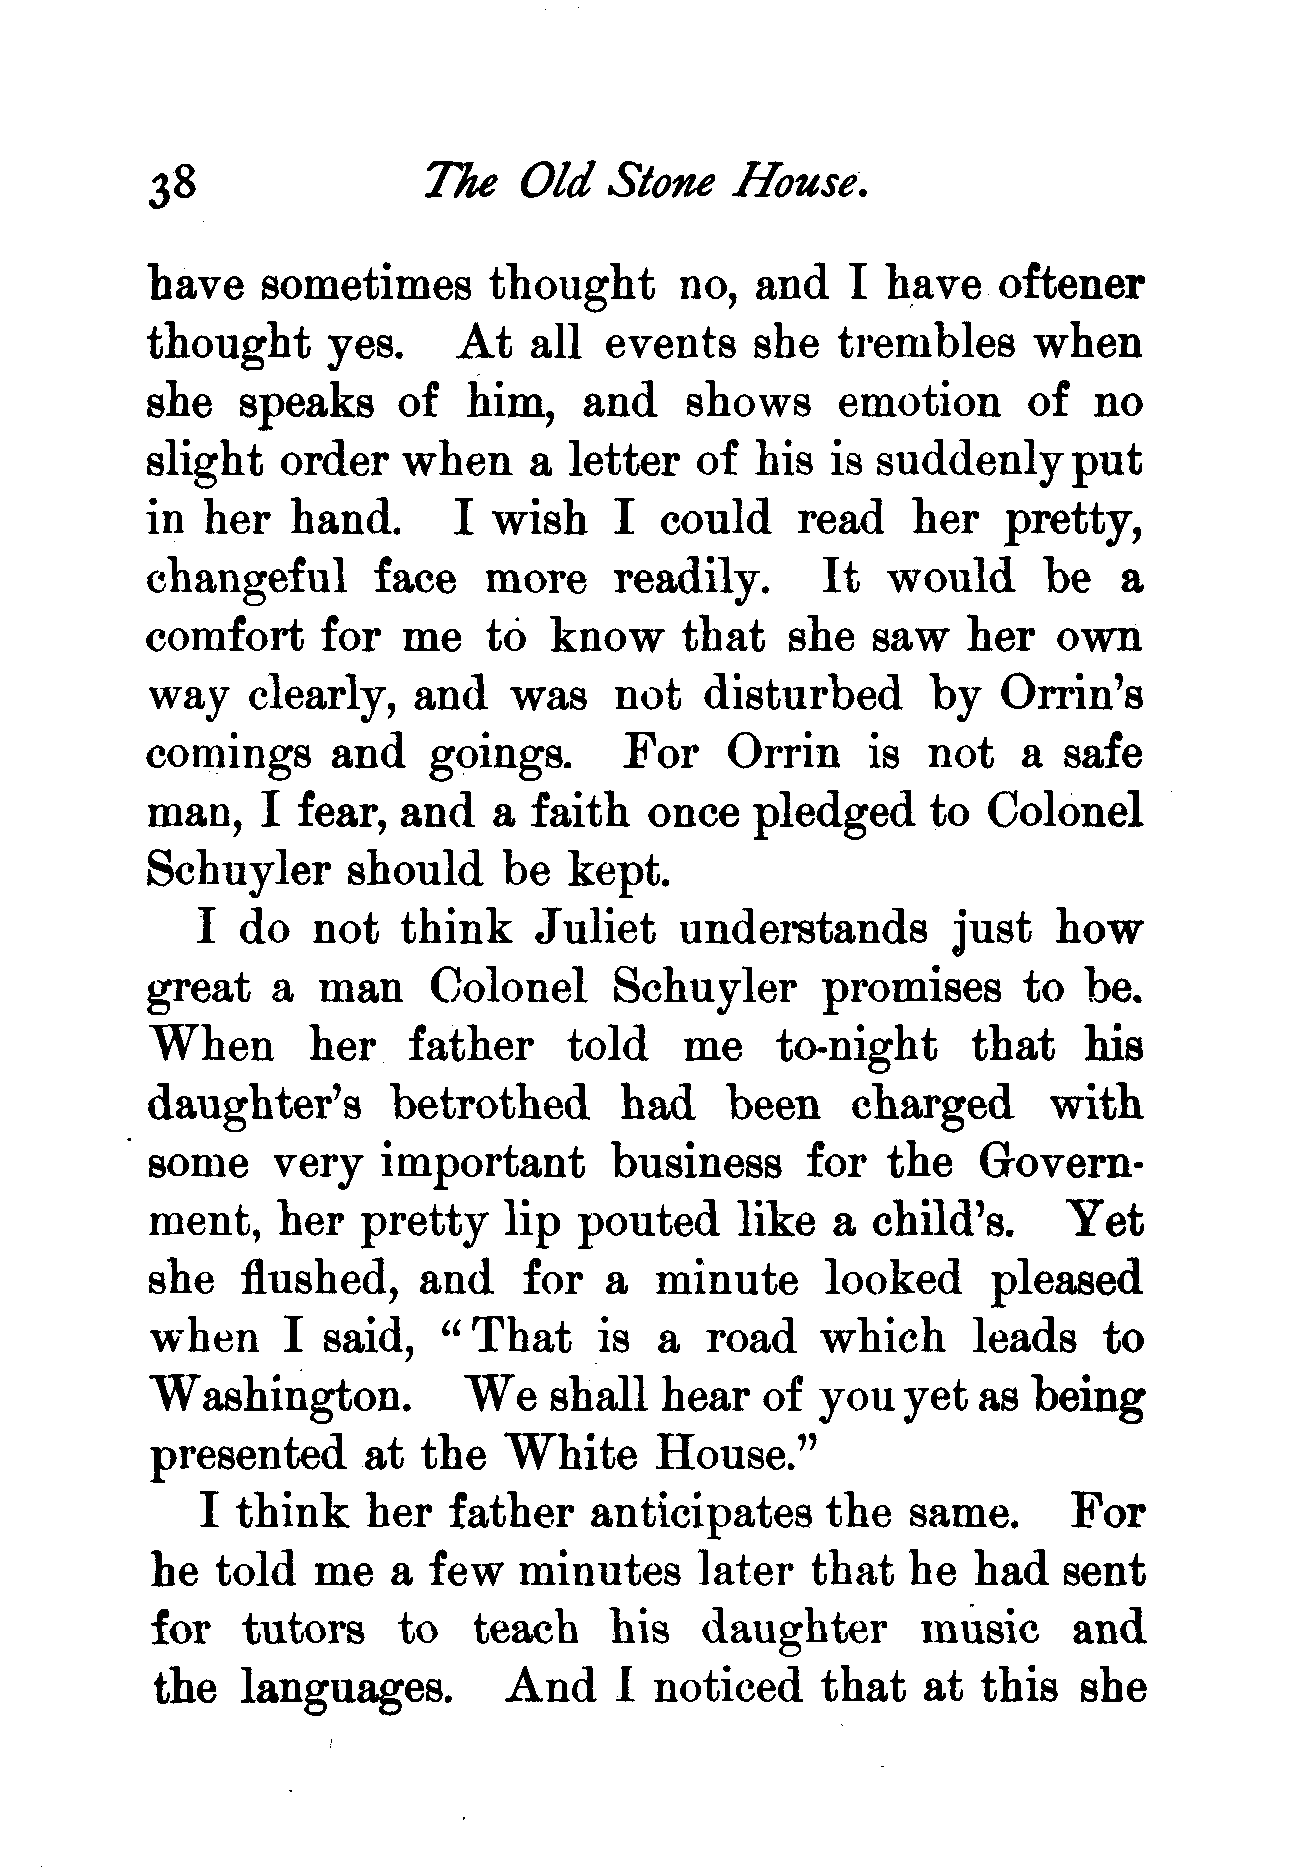 38 The Old Stone House.
have sometimes thought no, and I have oftener
thought yes. At all events she trembles when
she speaks of him, and shows emotion of no
slight order when a letter of his is suddenly put
in her hand. I wish I could read her pretty,
changeful face more readily. It would be a
comfort for me to know that she saw her own
way clearly, and was not disturbed by Orrin's
comings and goings. For Orrin is not a safe
man, I fear, and a faith once pledged to Colonel
Schuyler should be kept.
I do not think Juliet understands just how
great a man Colonel Schuyler promises to be.
When her father told me to-night that his
daughter's betrothed had been charged with
some very important business for the Govern-
ment, her pretty lip pouted like a child's. Yet
she flushed, and for a minute looked pleased
when I said, "That is a road which leads to
Washington. We shall hear of you yet as being
presented at the White House."
I think her father anticipates the same. For
he told me a few minutes later that he had sent
for tutors to teach his daughter music and
the languages. And I noticed that at this she